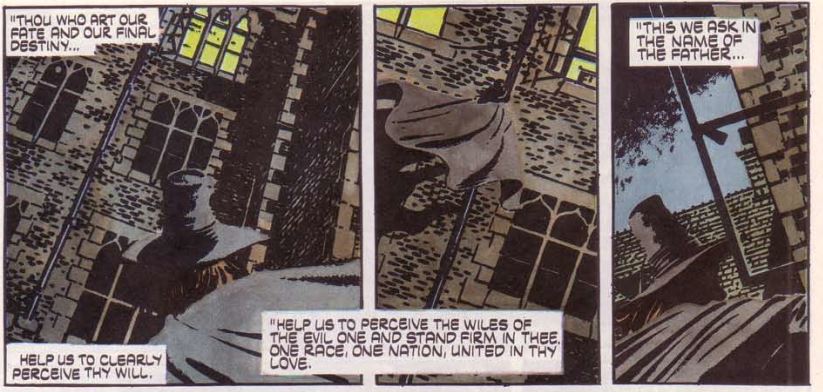 "THOU WHO ART OUR
FATE AND OUR FINAL
DESTINY...
HELP US TO CLEARLY
PERCEIVE THY WILL.
"HELP US TO PERCEIVE THE WILES OF
THE EVIL ONE AND STAND FIRM IN THEE.
ONE RACE, ONE NATION, UNITED IN THY
LOVE.
"THIS WE ASK IN
THE NAME OF
THE FATHER...